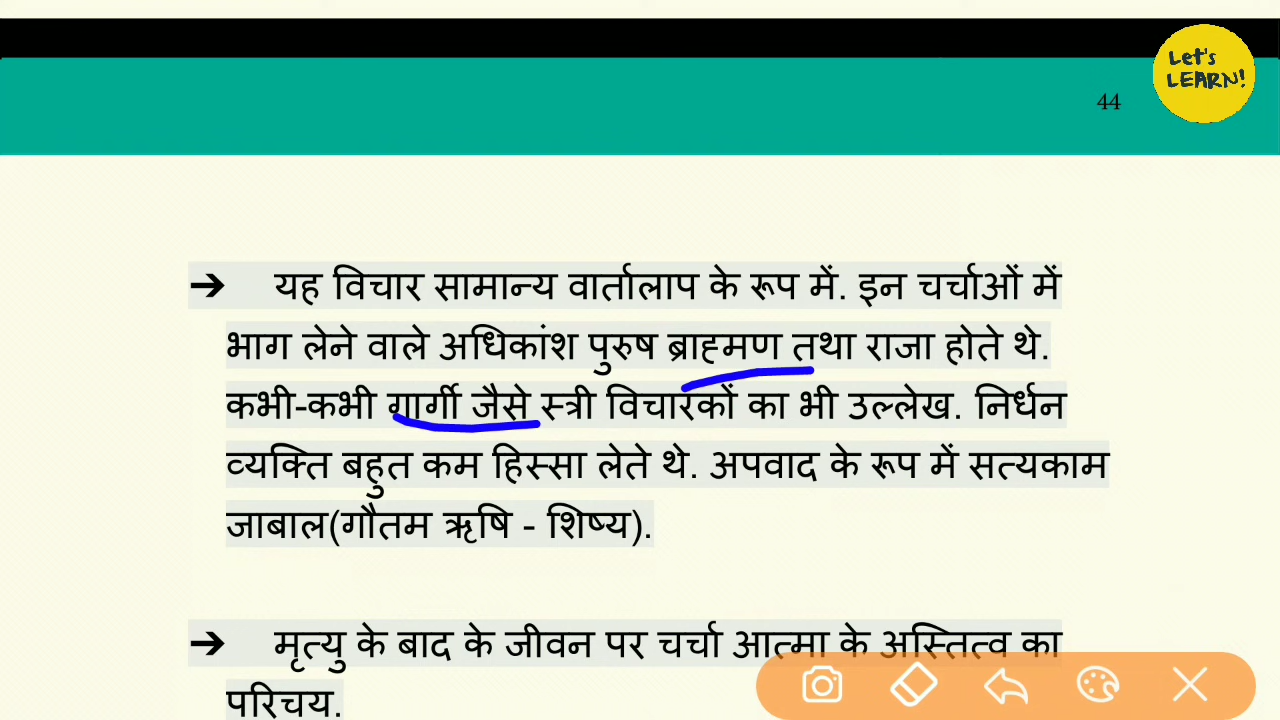 Let's
LEARN!
44
➔ यह विचार सामान्य वार्तालाप के रूप में. इन चर्चाओं में
भाग लेने वाले अधिकांश पुरुष ब्राह्मण तथा राजा होते थे.
कभी-कभी गार्गी जैसे स्त्री विचारकों का भी उल्लेख. निर्धन
व्यक्ति बहुत कम हिस्सा लेते थे. अपवाद के रूप में सत्यकाम
जाबाल(गौतम ऋषि - शिष्य).
➔ मृत्यु के बाद के जीवन पर चर्चा आत्मा के अस्तित्व का
परिचय.